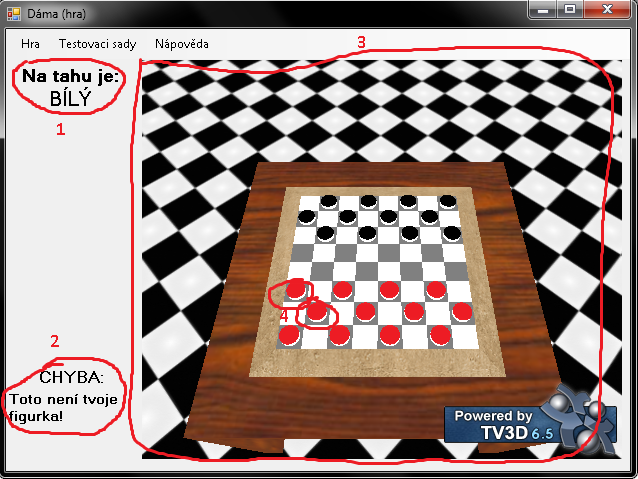 Dáma (hra)
Hra Testovaci sady Nápověda
3
Na tahu je:
BÍLÝ
1
4
2
CHYBA:
Toto není tvoje
figurka!
Powered by
TV3D 6.5